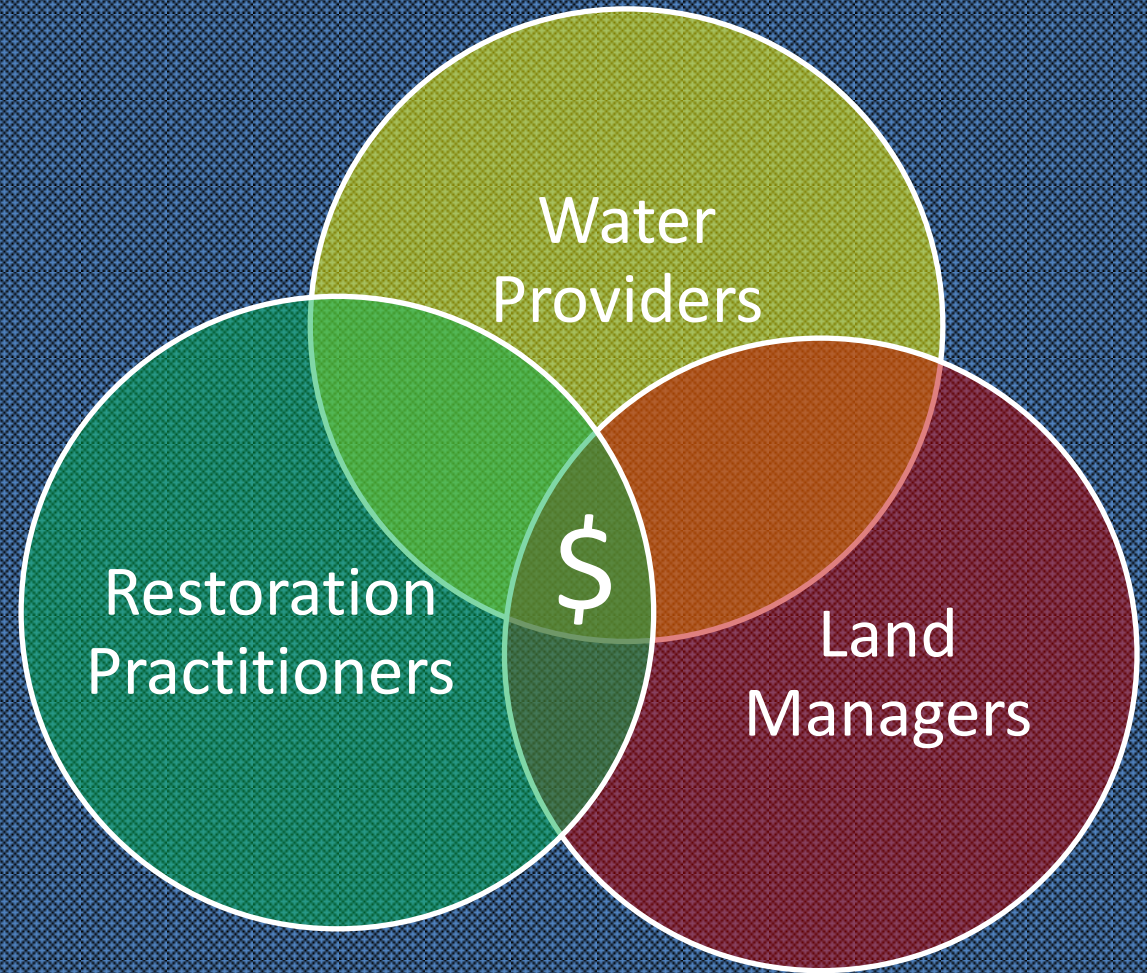 Water
Providers
$
Restoration
Practitioners
Land
Managers